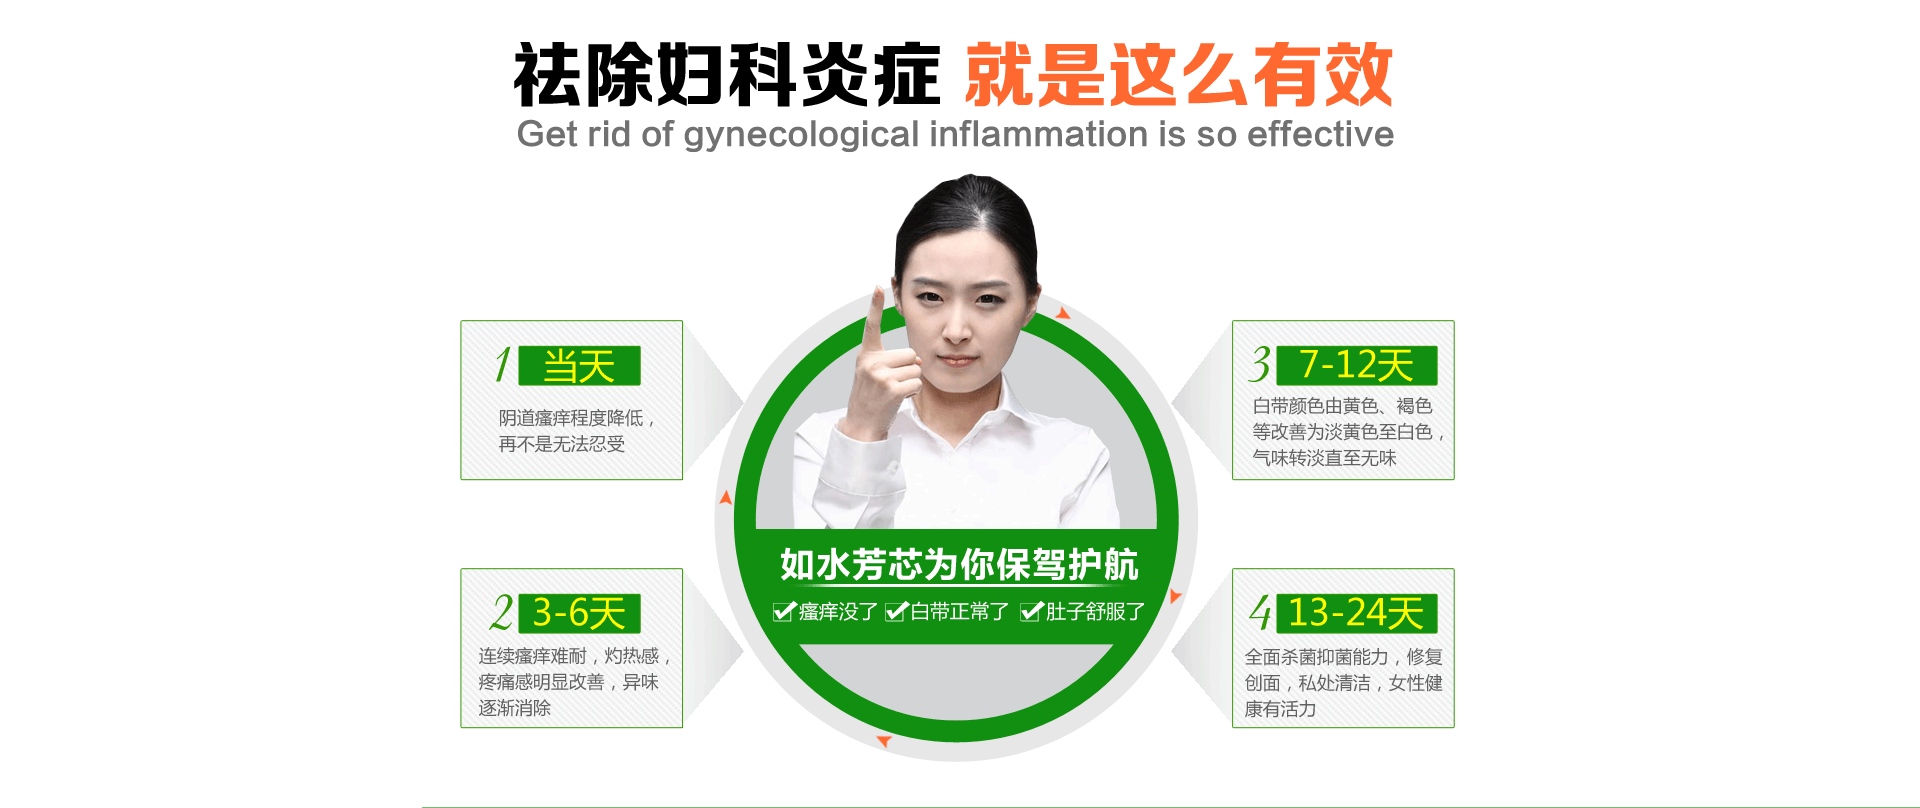 祛除妇科炎症 就是这么有效
Get rid of gynecological inflammation is so effective
1 当天
阴道瘙痒程度降低，
再不是无法忍受
2 3-6天
连续瘙痒难耐，灼热感，
疼痛感明显改善，异味
逐渐消除
3 7-12天
白带颜色由黄色、褐色
等改善为淡黄色至白色，
气味转淡直至无味
4 13-24天
全面杀菌抑菌能力，修复
创面，私处清洁，女性健
康有活力
如水芳芯为你保驾护航
瘙痒没了 白带正常了 肚子舒服了